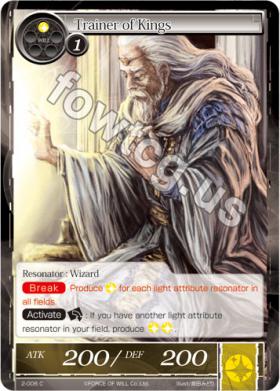 Trainer of Kings
WILL
1
fowtcg.us
Resonator : Wizard
Break Produce for each light attribute resonator in
all fields.
Activate : If you have another light attribute
resonator in your field, produce
2-006 C
ATK 200/ DEF 200
©FORCE OF WILL Co.,Ltd.